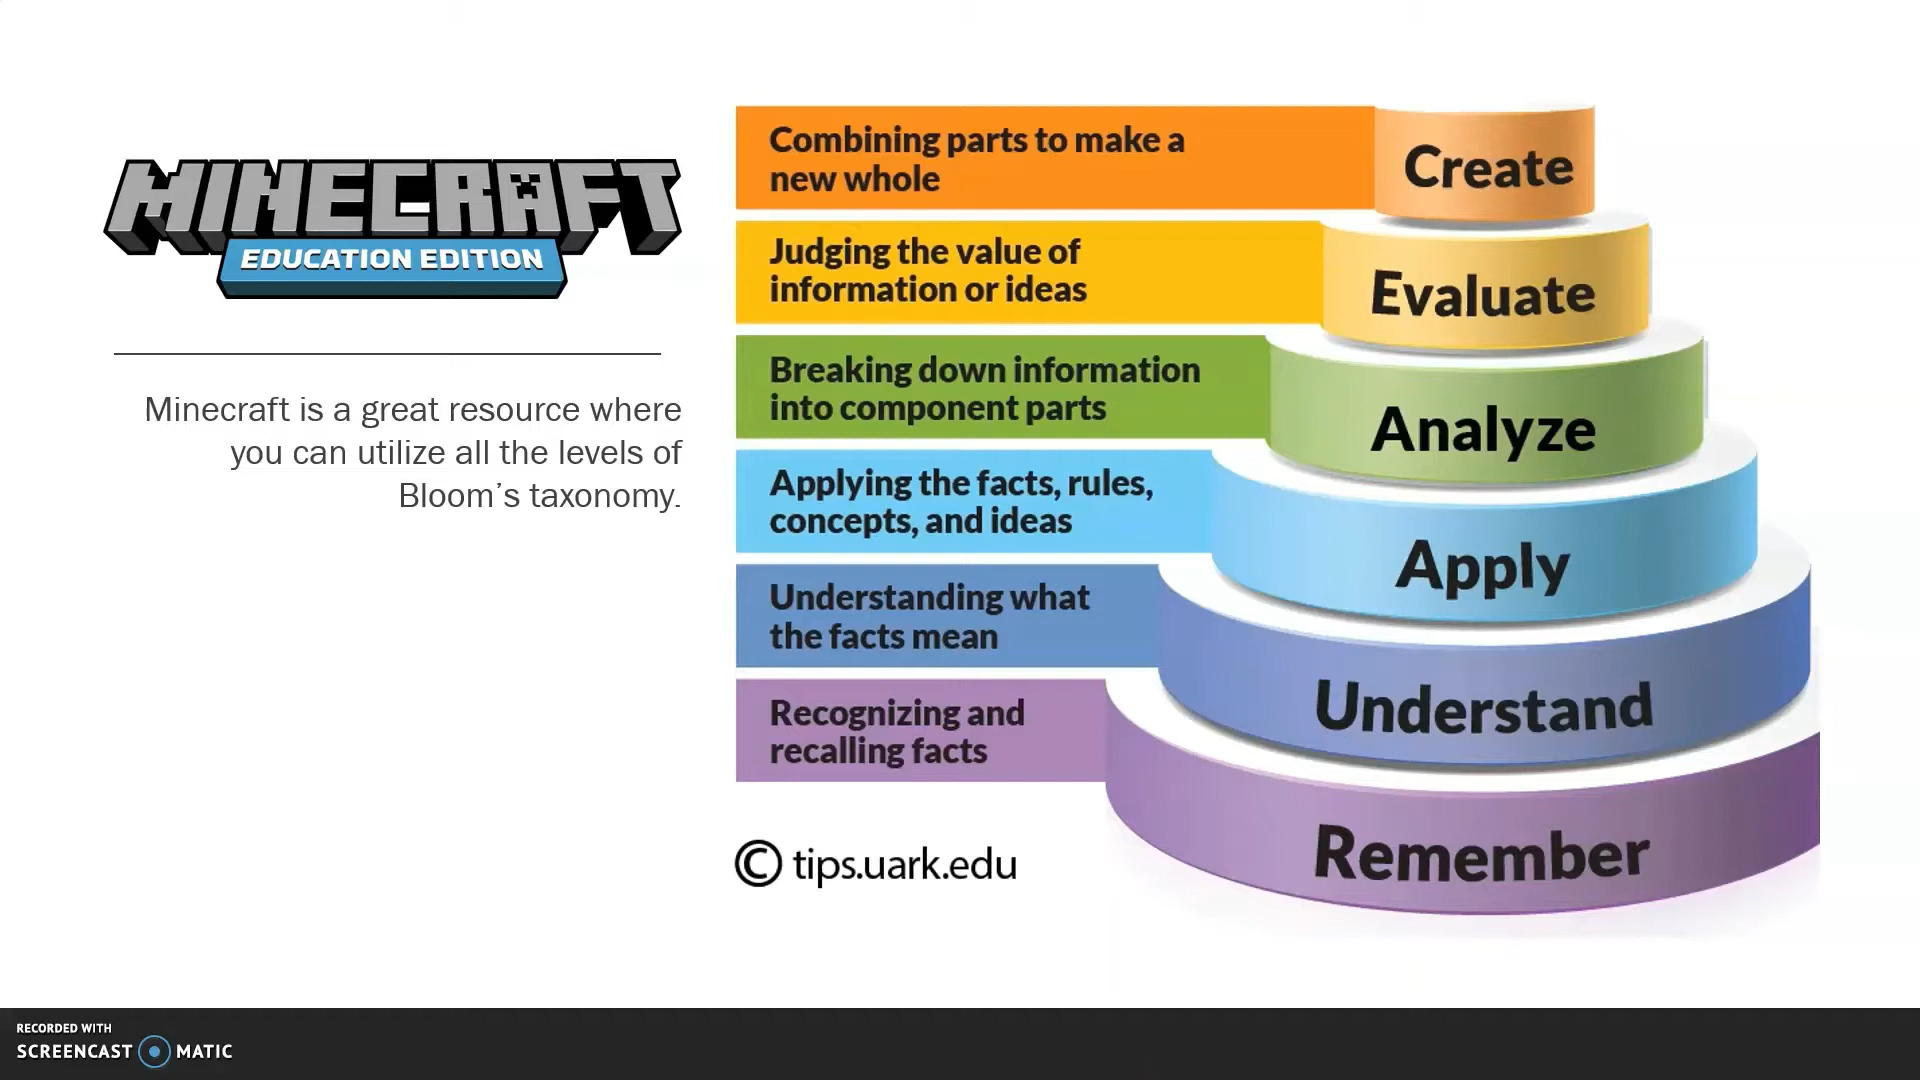 MINECRAFT
EDUCATION EDITION
Minecraft is a great resource where
you can utilize all the levels of
Bloom’s taxonomy.
Combining parts to make a
new whole
Create
Judging the value of
information or ideas
Evaluate
Breaking down information
into component parts
Analyze
Applying the facts, rules,
concepts, and ideas
Apply
Understanding what
the facts mean
Understand
Recognizing and
recalling facts
Remember
© tips.uark.edu
RECORDED WITH
SCREENCAST MATIC